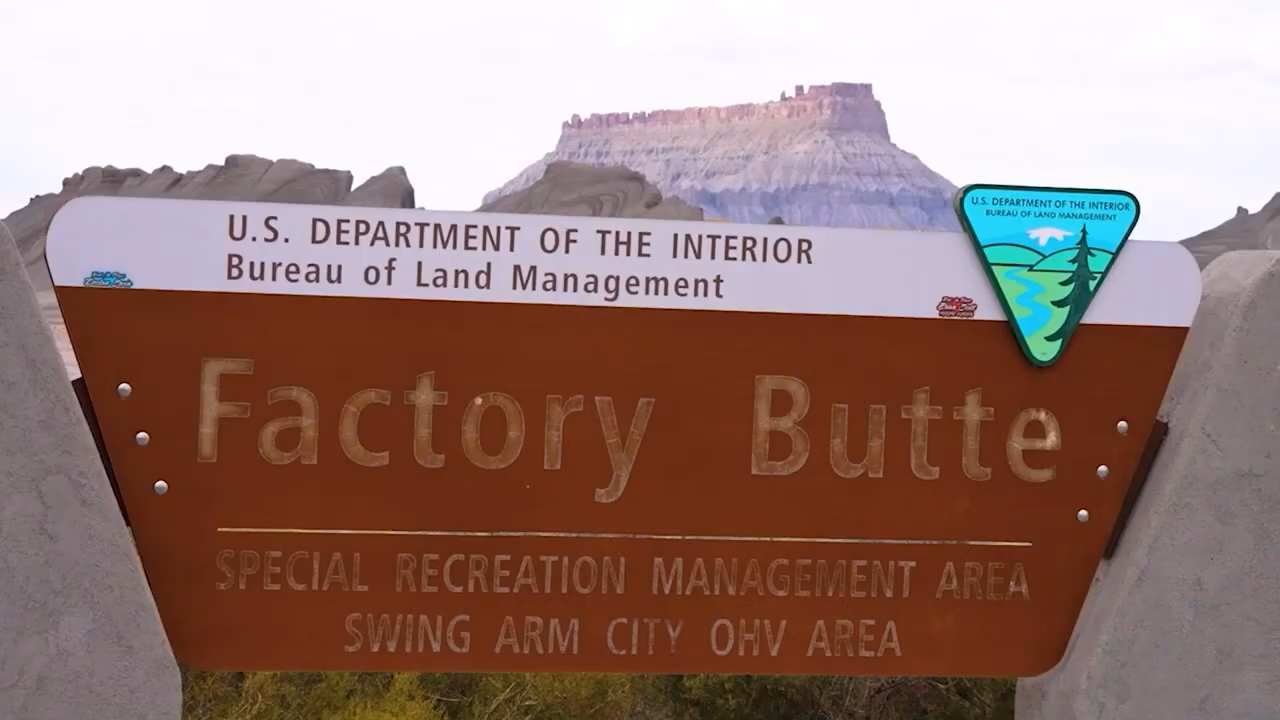 U.S. DEPARTMENT OF THE INTERIOR
Bureau of Land Management
U.S. DEPARTMENT OF THE INTERIOR
BUREAU OF LAND MANAGEMENT
Factory Butte
SPECIAL RECREATION MANAGEMENT AREA
SWING ARM CITY OHV AREA